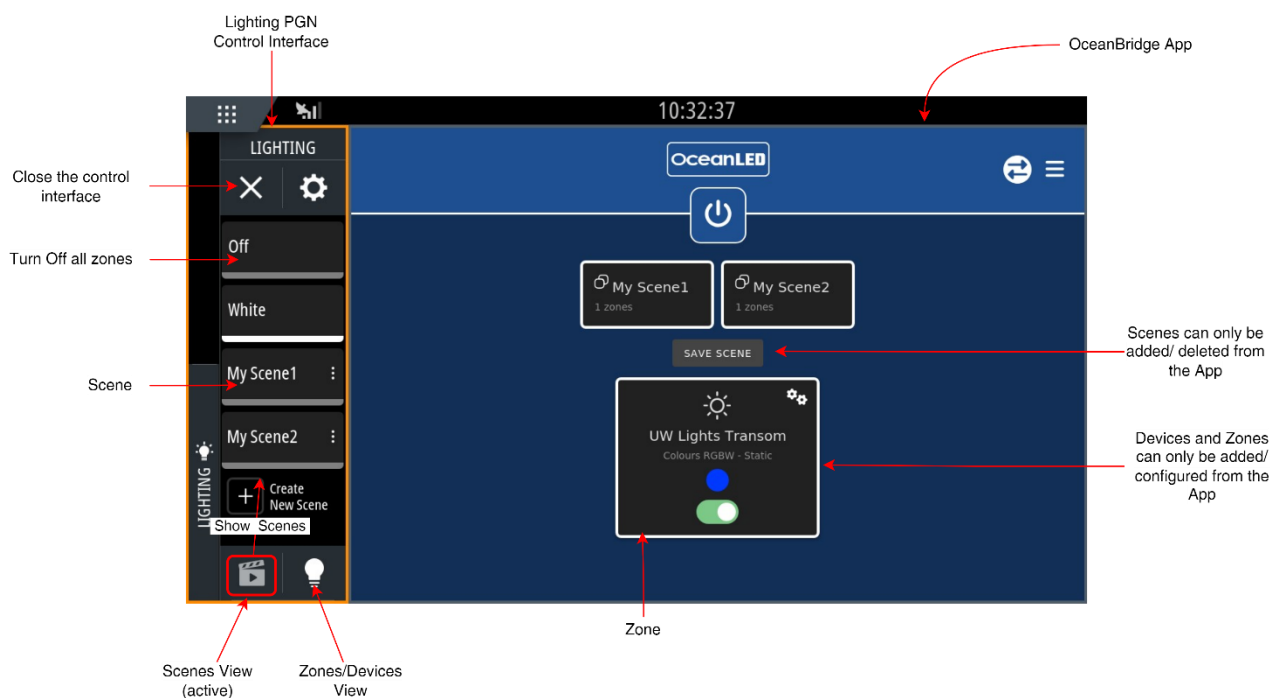 Lighting PGN
Control Interface
OceanBridge App
10:32:37
LIGHTING
OceanLED
Close the control
interface
Off
Turn Off all zones
My Scene1
1 zones
My Scene2
1 zones
White
SAVE SCENE
Scenes can only be
added/ deleted from
the App
My Scene1
Scene
UW Lights Transom
Colours RGBW - Static
My Scene2
Devices and Zones
can only be added/
configured from the
App
LIGHTING
Create
New Scene
Show Scenes
Zone
Scenes View
(active)
Zones/Devices
View